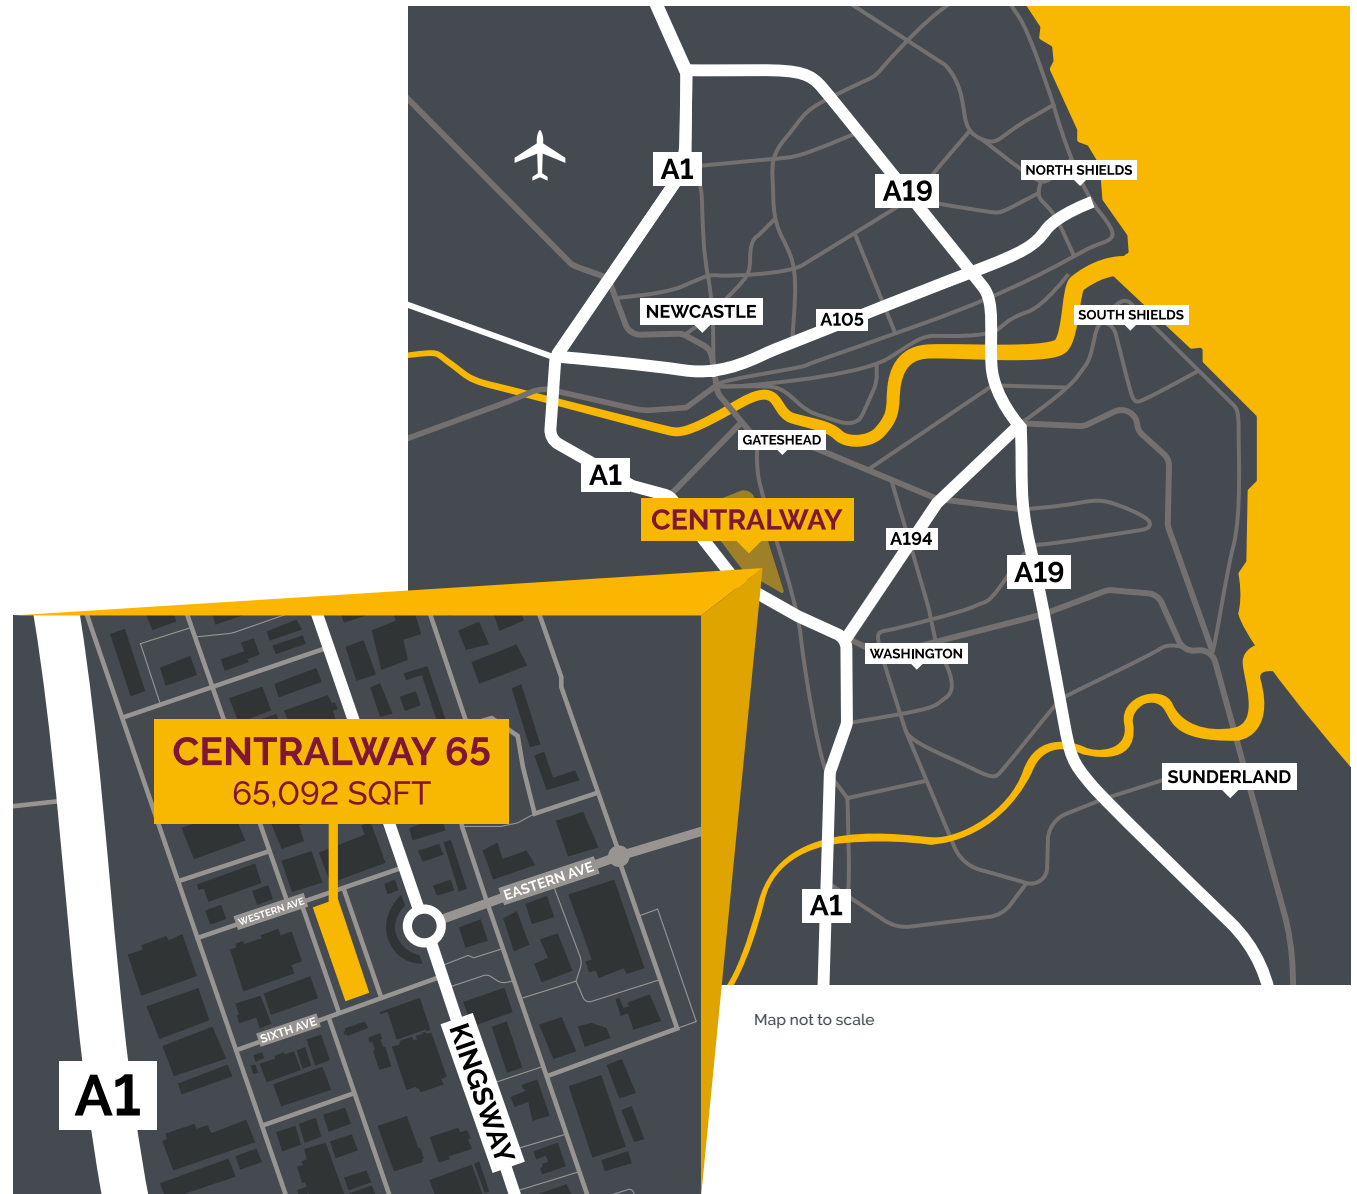 A1
A19
NORTH SHIELDS
NEWCASTLE
A105
SOUTH SHIELDS
GATESHEAD
A1
CENTRALWAY
A194
A19
WASHINGTON
SUNDERLAND
A1
CENTRALWAY 65
65,092 SQFT
EASTERN AVE
WESTERN AVE
SIXTH AVE
KINGSWAY
A1
Map not to scale